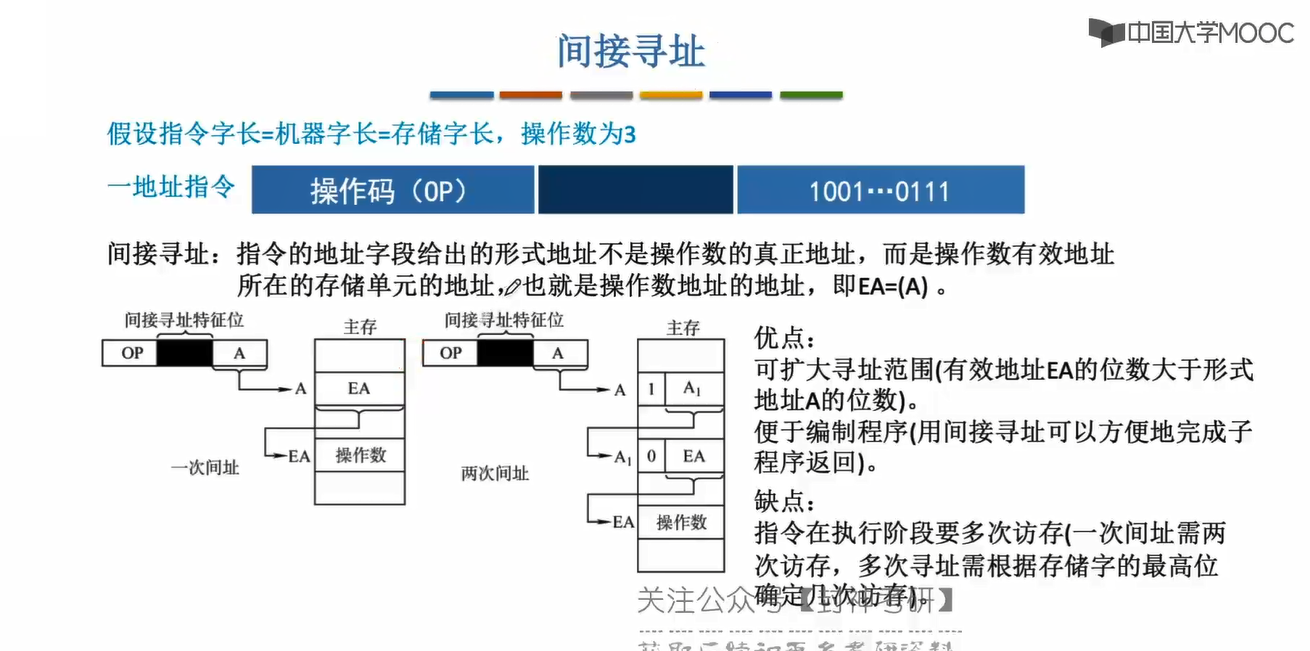 中国大学MOOC
间接寻址
假设指令字长=机器字长=存储字长，操作数为3
一地址指令 操作码（OP） 1001…0111
间接寻址：指令的地址字段给出的形式地址不是操作数的真正地址，而是操作数有效地址
所在的存储单元的地址，也就是操作数地址的地址，即EA=(A) 。
间接寻址特征位
主存
OP A
A EA
EA 操作数
一次间址
间接寻址特征位
主存
OP A
A 1 A₁
A₁ 0 EA
EA 操作数
两次间址
优点：
可扩大寻址范围(有效地址EA的位数大于形式
地址A的位数)。
便于编制程序(用间接寻址可以方便地完成子
程序返回)。
缺点：
指令在执行阶段要多次访存(一次间址需两
次访存，多次寻址需根据存储字的最高位
确定几次访存)。
关注公众号【封神考研】